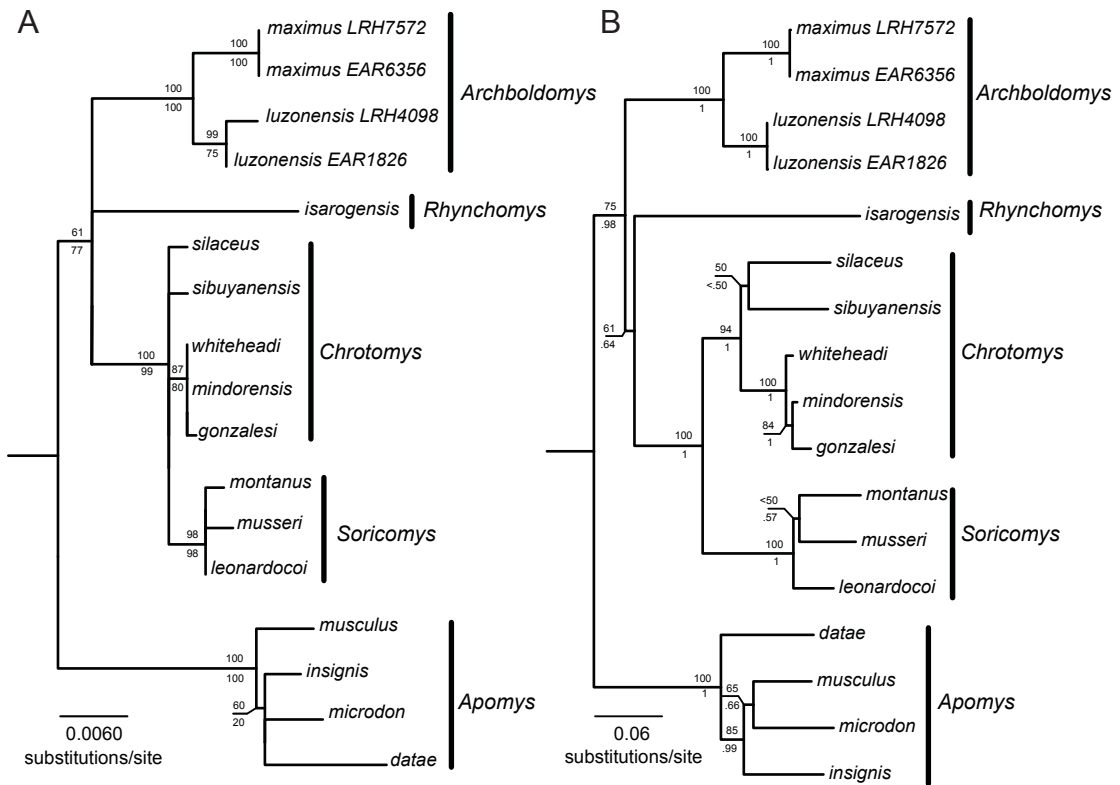 A
maximus LRH7572
100
100
maximus EAR6356
Archboldomys
100
100
luzonensis LRH4098
99
75
luzonensis EAR1826
isarogensis
Rhynchomys
61
77
silaceus
sibuyanensis
100
99
whiteheadi
Chrotomys
87
80
mindorensis
gonzalesi
montanus
musseri
Soricomys
98
98
leonardocoi
musculus
100
100
insignis
60
20
microdon
Apomys
datae
0.0060
substitutions/site
B
maximus LRH7572
100
1
maximus EAR6356
Archboldomys
100
1
luzonensis LRH4098
100
1
luzonensis EAR1826
75
.98
isarogensis
Rhynchomys
silaceus
50
<.50
sibuyanensis
61
.64
94
1
whiteheadi
Chrotomys
100
1
mindorensis
84
1
gonzalesi
100
1
montanus
<50
.57
musseri
Soricomys
100
1
leonardocoi
datae
100
1
musculus
65
.66
microdon
Apomys
85
.99
insignis
0.06
substitutions/site